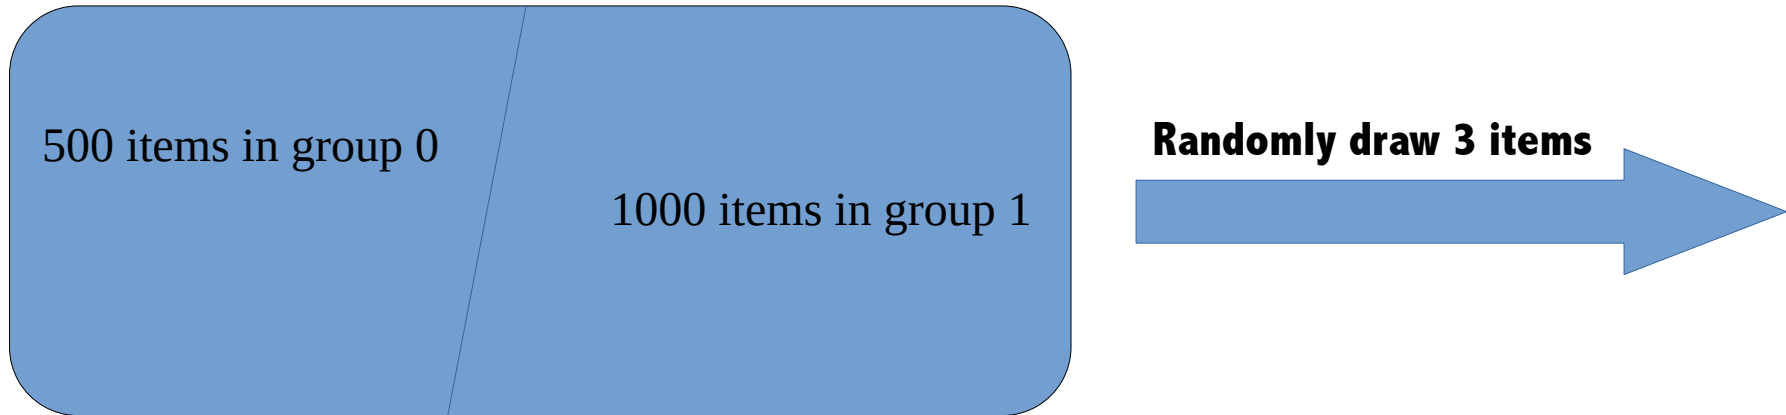 500 items in group 0
1000 items in group 1
Randomly draw 3 items